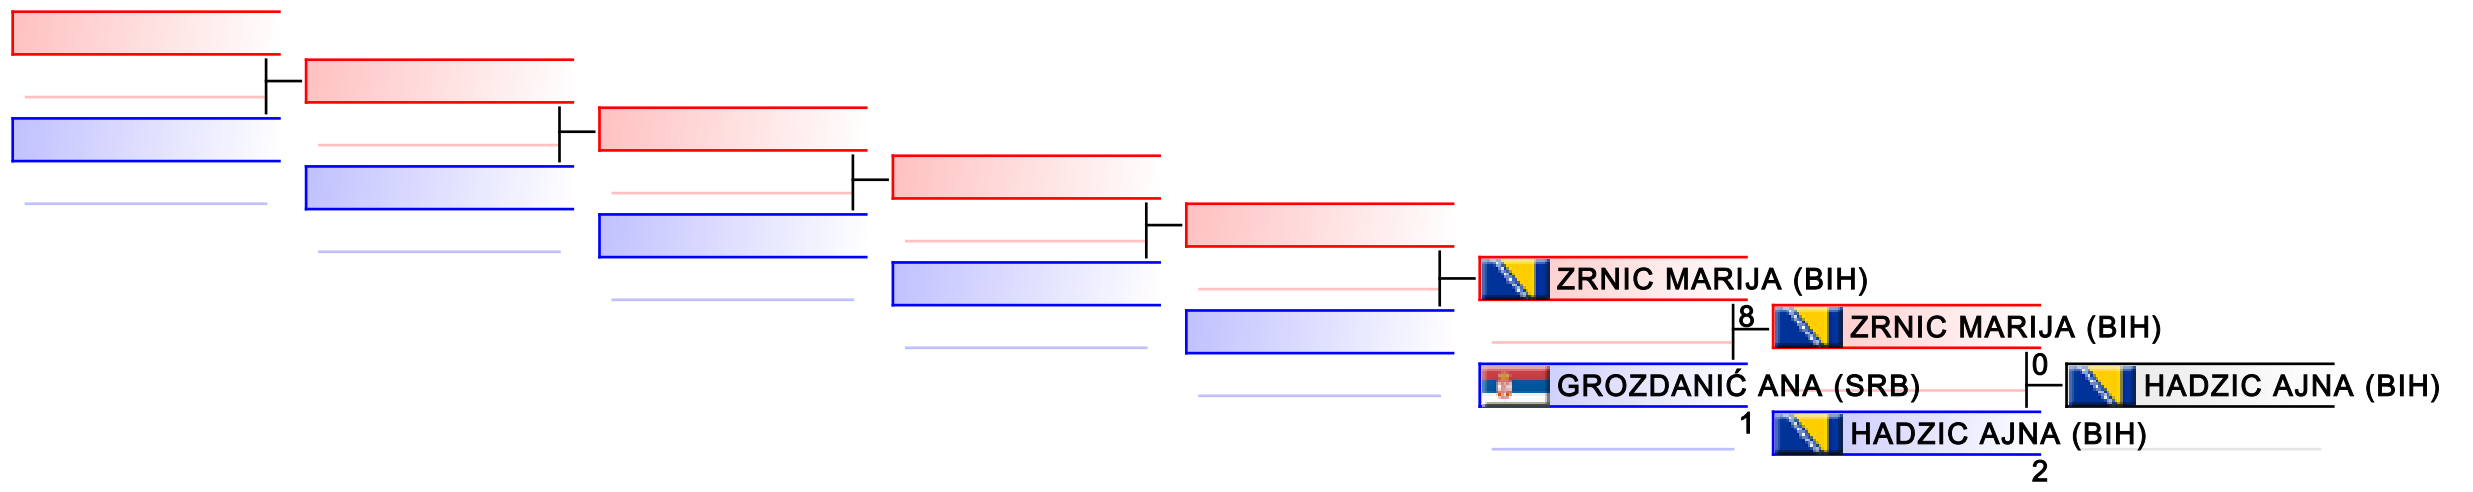 ZRNIC MARIJA (BIH)
8
ZRNIC MARIJA (BIH)
0
GROZDANIĆ ANA (SRB)
HADZIC AJNA (BIH)
1
HADZIC AJNA (BIH)
2